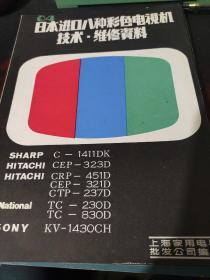 日本进口八种彩色电视机
技术·维修资料
SHARP C-1411DK
HITACHI CEP-323D
HITACHI CRP-451D
CEP-321D
CTP-237D
National TC-230D
TC-830D
SONY KV-1430CH
上海家用电
批发公司集